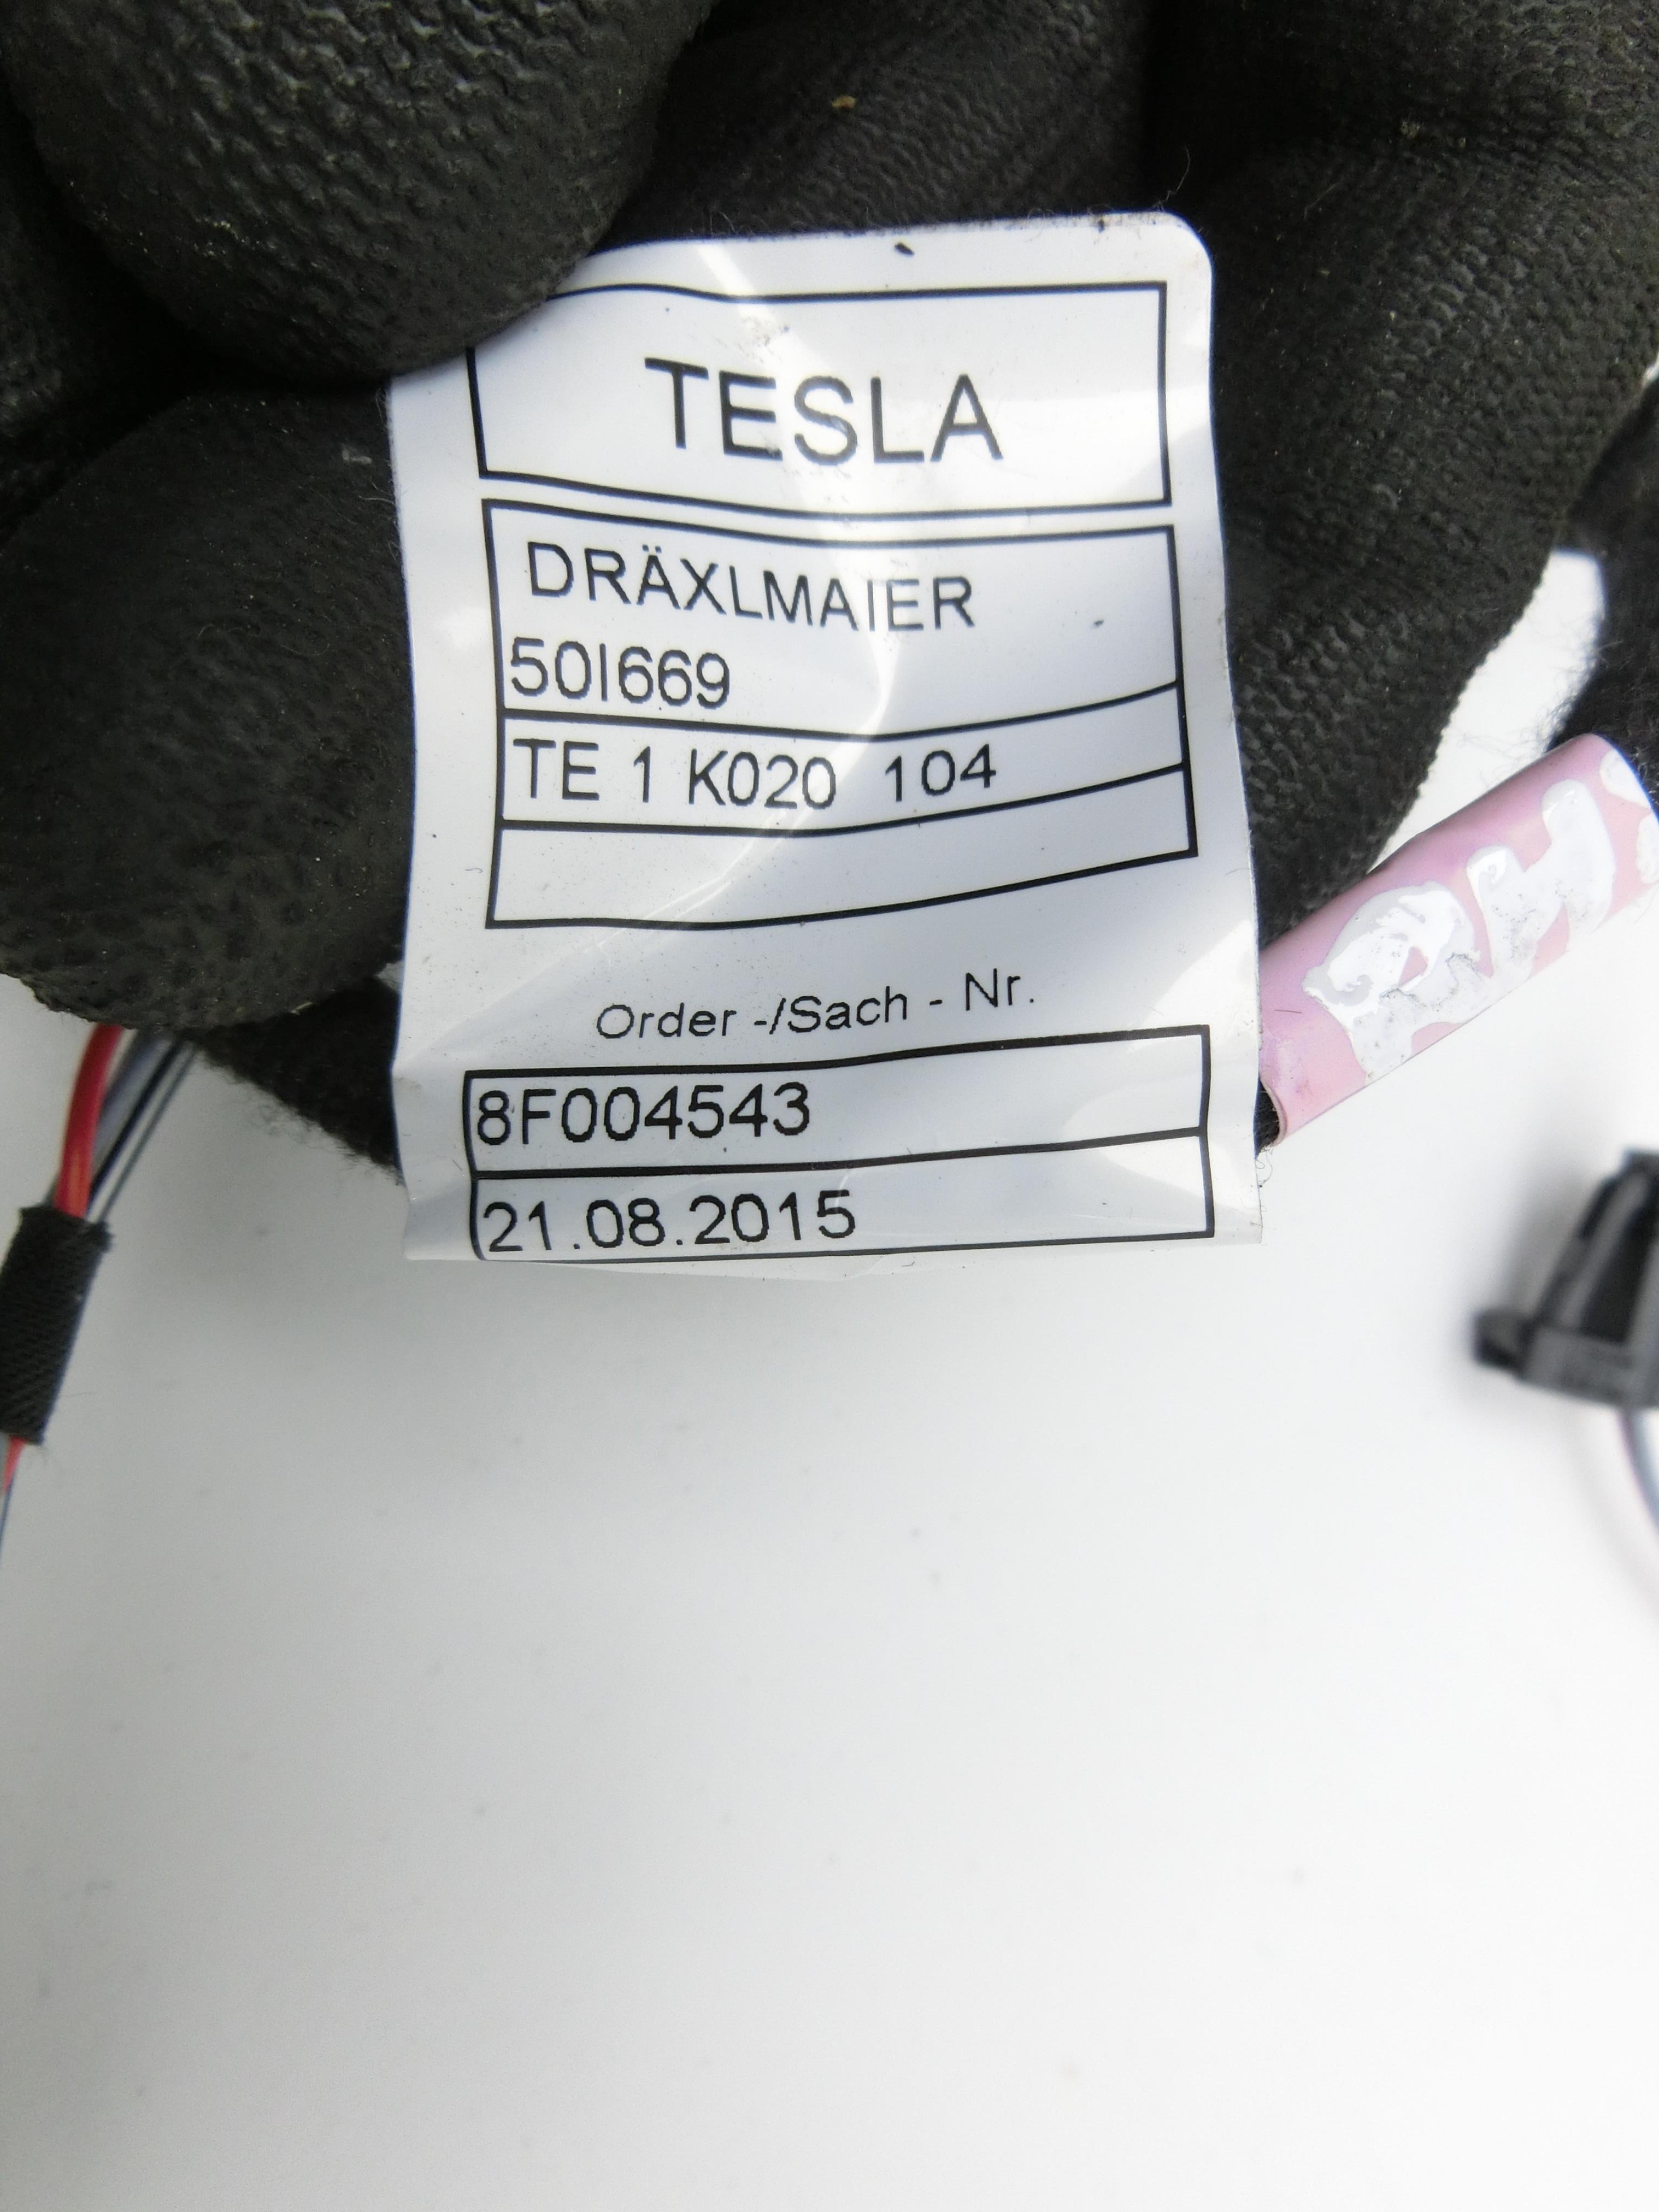 TESLA
DRÄXLMAIER
50I669
TE 1 K020 104
Order -/Sach - Nr.
8F004543
21.08.2015